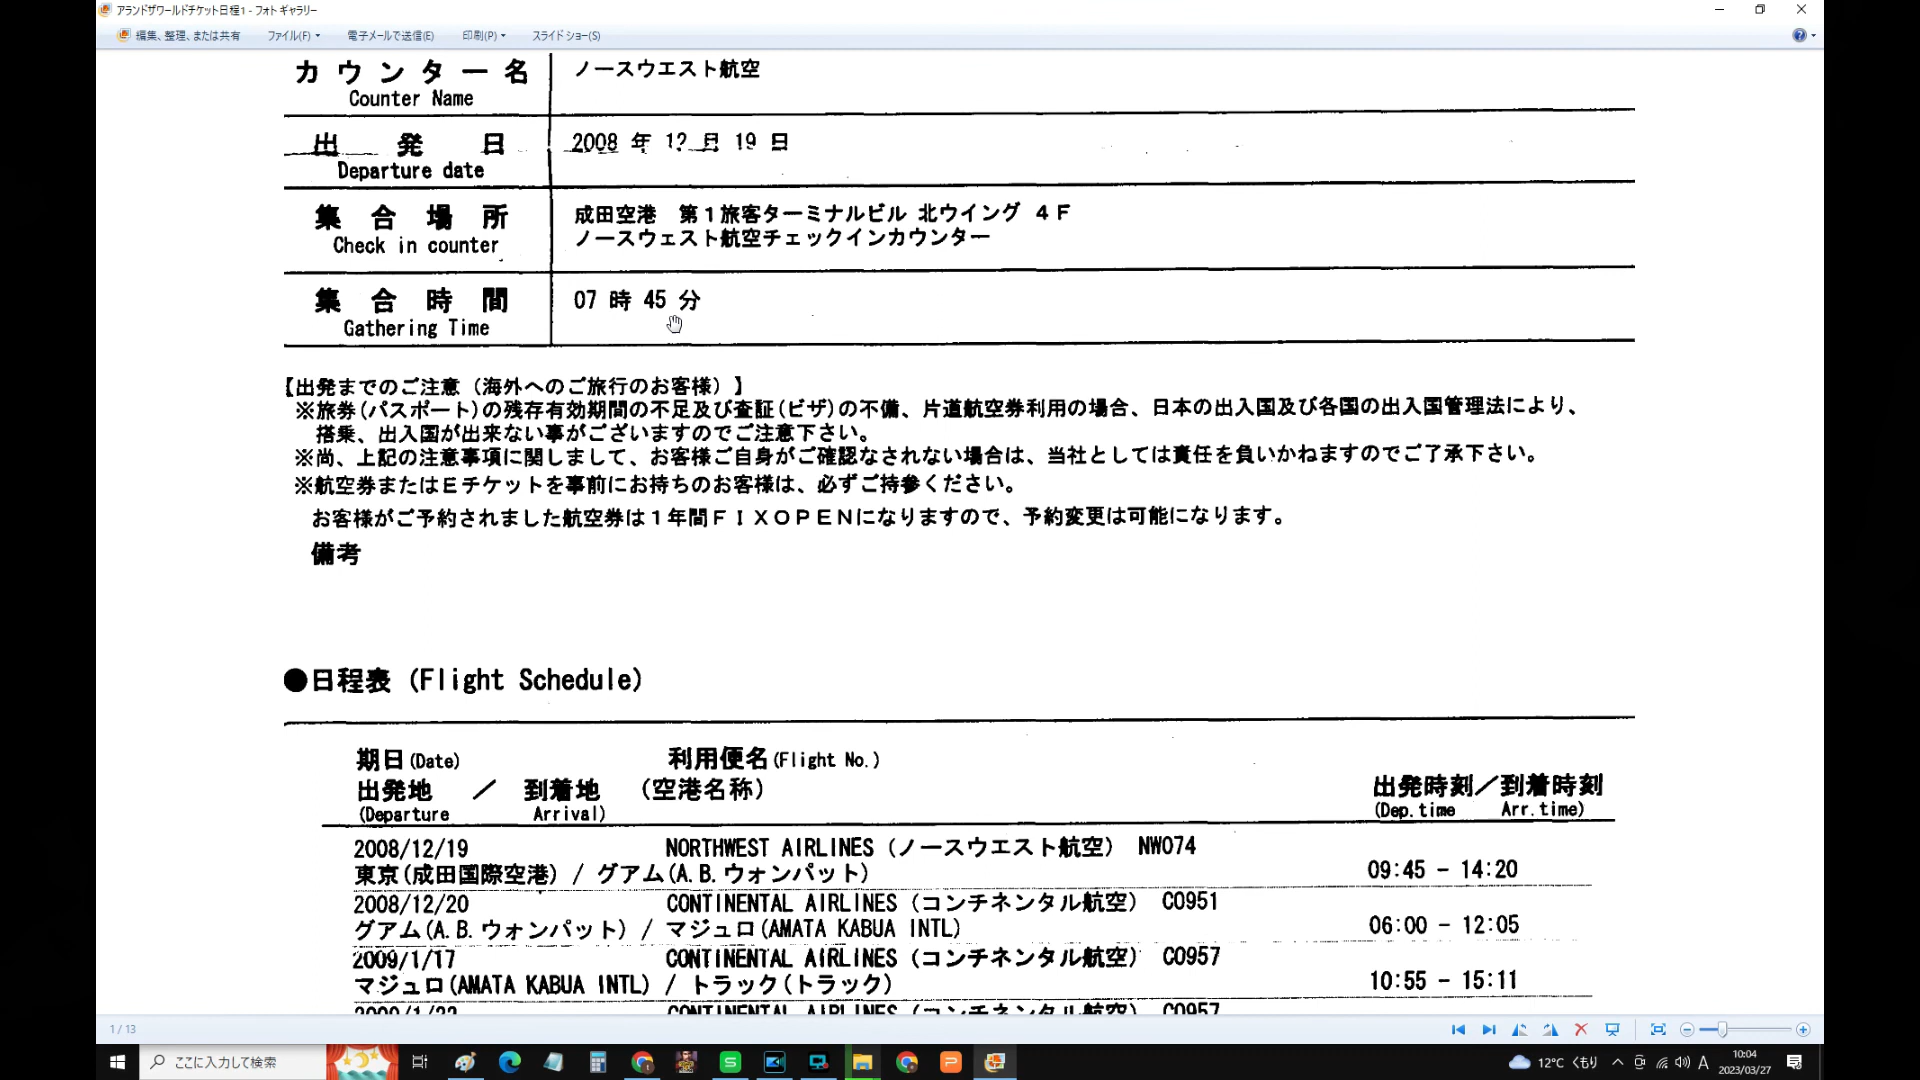 アランドザワールドチケット日程1 - フォト ギャラリー
編集、整理、または共有 ファイル(F) 電子メールで送信(E) 印刷(P) スライド ショー(S)
カウンター名 ノースウエスト航空
Counter Name
出発日 2008 年 12 月 19 日
Departure date
集合場所 成田空港 第1旅客ターミナルビル 北ウイング 4F
Check in counter ノースウェスト航空チェックインカウンター
集合時間 07 時 45 分
Gathering Time
【出発までのご注意（海外へのご旅行のお客様）】
※旅券(パスポート)の残存有効期間の不足及び査証(ビザ)の不備、片道航空券利用の場合、日本の出入国及び各国の出入国管理法により、
搭乗、出入国が出来ない事がございますのでご注意下さい。
※尚、上記の注意事項に関しまして、お客様ご自身がご確認なされない場合は、当社としては責任を負いかねますのでご了承下さい。
※航空券またはEチケットを事前にお持ちのお客様は、必ずご持参ください。
お客様がご予約されました航空券は1年間FIXOPENになりますので、予約変更は可能になります。
備考
●日程表 (Flight Schedule)
期日(Date) 利用便名(Flight No.)
出発地 ／ 到着地 （空港名称） 出発時刻／到着時刻
(Departure Arrival) (Dep.time Arr.time)
2008/12/19 NORTHWEST AIRLINES (ノースウエスト航空) NW074
東京(成田国際空港) / グアム(A.B.ウォンパット) 09:45 - 14:20
2008/12/20 CONTINENTAL AIRLINES (コンチネンタル航空) CO951
グアム(A.B.ウォンパット) / マジュロ(AMATA KABUA INTL) 06:00 - 12:05
2009/1/17 CONTINENTAL AIRLINES (コンチネンタル航空) CO957
マジュロ(AMATA KABUA INTL) / トラック(トラック) 10:55 - 15:11
2009/1/22 CONTINENTAL AIRLINES (コンチネンタル航空) CO957
1 / 13
ここに入力して検索 12°C くもり A 10:04
2023/03/27